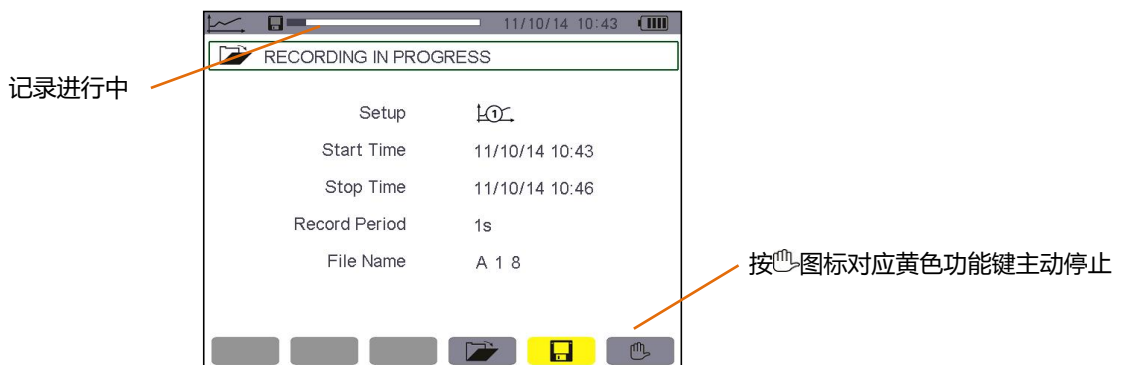 11/10/14 10:43
RECORDING IN PROGRESS
记录进行中
Setup 1
Start Time 11/10/14 10:43
Stop Time 11/10/14 10:46
Record Period 1s
File Name A 1 8
按图标对应黄色功能键主动停止